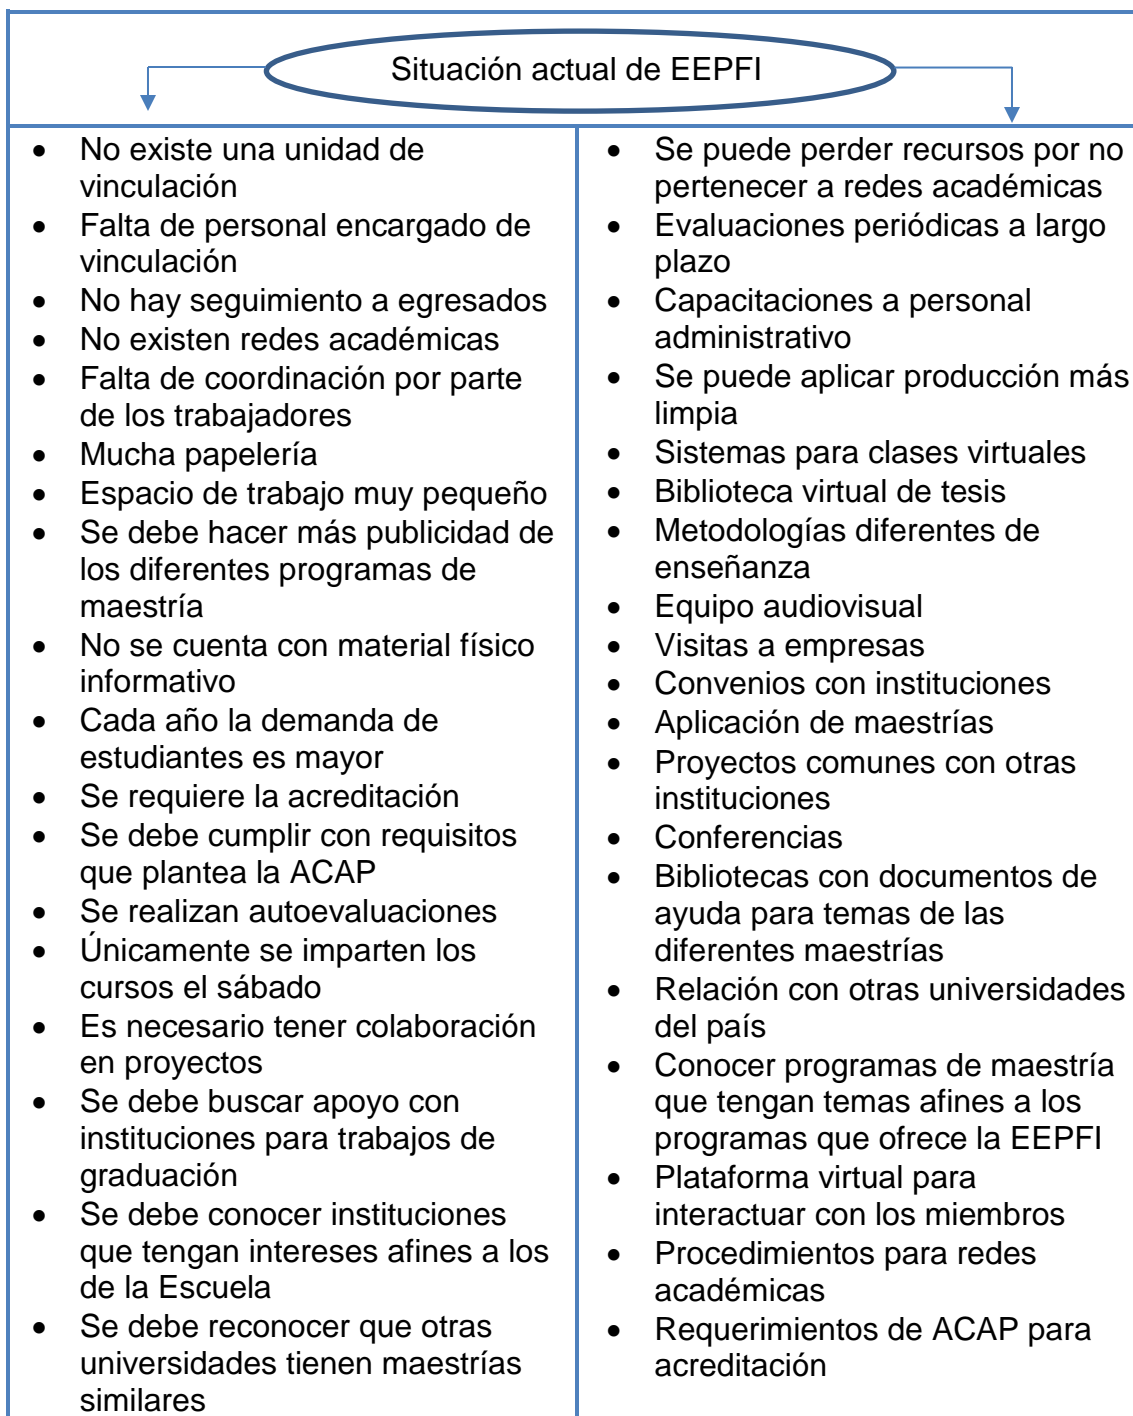 Situación actual de EEPFI
• No existe una unidad de
vinculación
• Falta de personal encargado de
vinculación
• No hay seguimiento a egresados
• No existen redes académicas
• Falta de coordinación por parte
de los trabajadores
• Mucha papelería
• Espacio de trabajo muy pequeño
• Se debe hacer más publicidad de
los diferentes programas de
maestría
• No se cuenta con material físico
informativo
• Cada año la demanda de
estudiantes es mayor
• Se requiere la acreditación
• Se debe cumplir con requisitos
que plantea la ACAP
• Se realizan autoevaluaciones
• Únicamente se imparten los
cursos el sábado
• Es necesario tener colaboración
en proyectos
• Se debe buscar apoyo con
instituciones para trabajos de
graduación
• Se debe conocer instituciones
que tengan intereses afines a los
de la Escuela
• Se debe reconocer que otras
universidades tienen maestrías
similares
• Se puede perder recursos por no
pertenecer a redes académicas
• Evaluaciones periódicas a largo
plazo
• Capacitaciones a personal
administrativo
• Se puede aplicar producción más
limpia
• Sistemas para clases virtuales
• Biblioteca virtual de tesis
• Metodologías diferentes de
enseñanza
• Equipo audiovisual
• Visitas a empresas
• Convenios con instituciones
• Aplicación de maestrías
• Proyectos comunes con otras
instituciones
• Conferencias
• Bibliotecas con documentos de
ayuda para temas de las
diferentes maestrías
• Relación con otras universidades
del país
• Conocer programas de maestría
que tengan temas afines a los
programas que ofrece la EEPFI
• Plataforma virtual para
interactuar con los miembros
• Procedimientos para redes
académicas
• Requerimientos de ACAP para
acreditación